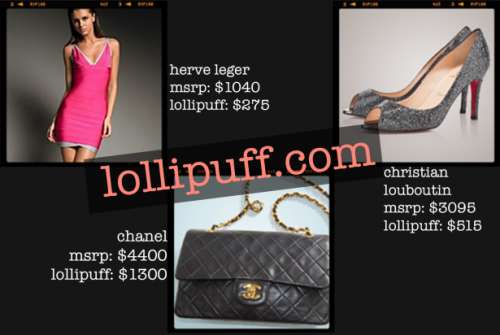 herve leger
msrp: $1040
lollipuff: $275
lollipuff.com
christian
louboutin
msrp: $3095
lollipuff: $515
chanel
msrp: $4400
lollipuff: $1300